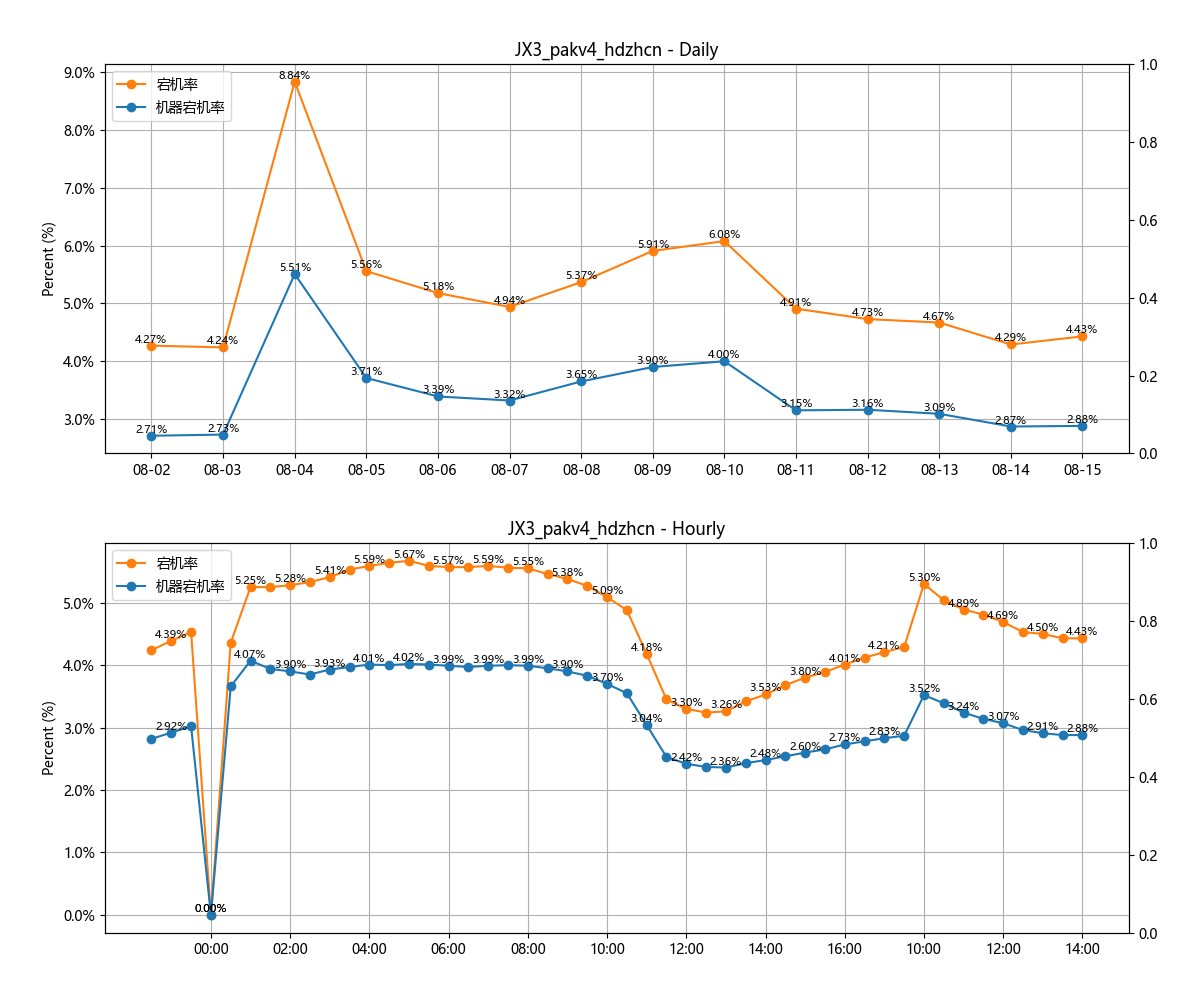 JX3_pakv4_hdzhcn - Daily
宕机率
机器宕机率
Percent (%)
9.0%
8.0%
7.0%
6.0%
5.0%
4.0%
3.0%
1.0
0.8
0.6
0.4
0.2
0.0
4.27% 4.24% 8.84% 5.56% 5.18% 4.94% 5.37% 5.91% 6.08% 4.91% 4.73% 4.67% 4.29% 4.43%
2.71% 2.73% 5.51% 3.71% 3.39% 3.32% 3.65% 3.90% 4.00% 3.15% 3.16% 3.09% 2.87% 2.88%
08-02 08-03 08-04 08-05 08-06 08-07 08-08 08-09 08-10 08-11 08-12 08-13 08-14 08-15
JX3_pakv4_hdzhcn - Hourly
宕机率
机器宕机率
Percent (%)
5.0%
4.0%
3.0%
2.0%
1.0%
0.0%
1.0
0.8
0.6
0.4
0.2
0.0
4.39% 0.00% 5.25% 5.28% 5.41% 5.59% 5.67% 5.57% 5.59% 5.55% 5.38% 5.09% 4.18% 3.30% 3.26% 3.53% 3.80% 4.01% 4.21% 5.30% 4.89% 4.69% 4.50% 4.43%
2.92% 0.00% 4.07% 3.90% 3.93% 4.01% 4.02% 3.99% 3.99% 3.99% 3.90% 3.70% 3.04% 2.42% 2.36% 2.48% 2.60% 2.73% 2.83% 3.52% 3.24% 3.07% 2.91% 2.88%
00:00 02:00 04:00 06:00 08:00 10:00 12:00 14:00 16:00 10:00 12:00 14:00